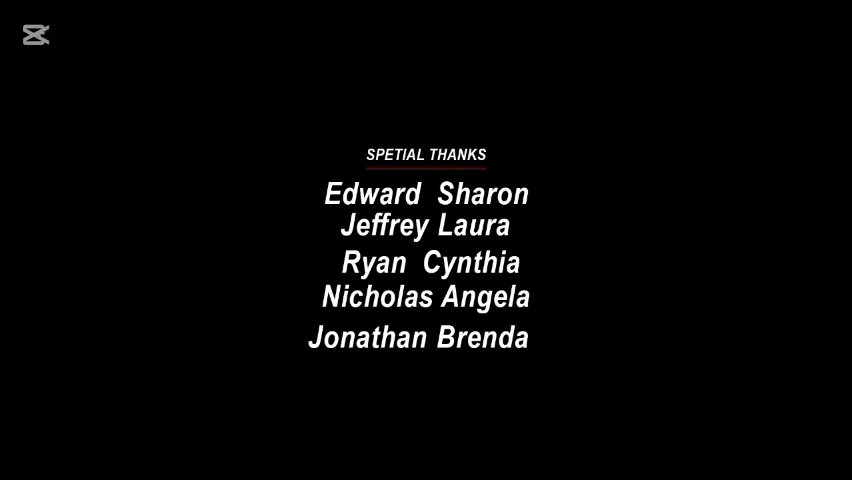 SPETIAL THANKS
Edward Sharon
Jeffrey Laura
Ryan Cynthia
Nicholas Angela
Jonathan Brenda